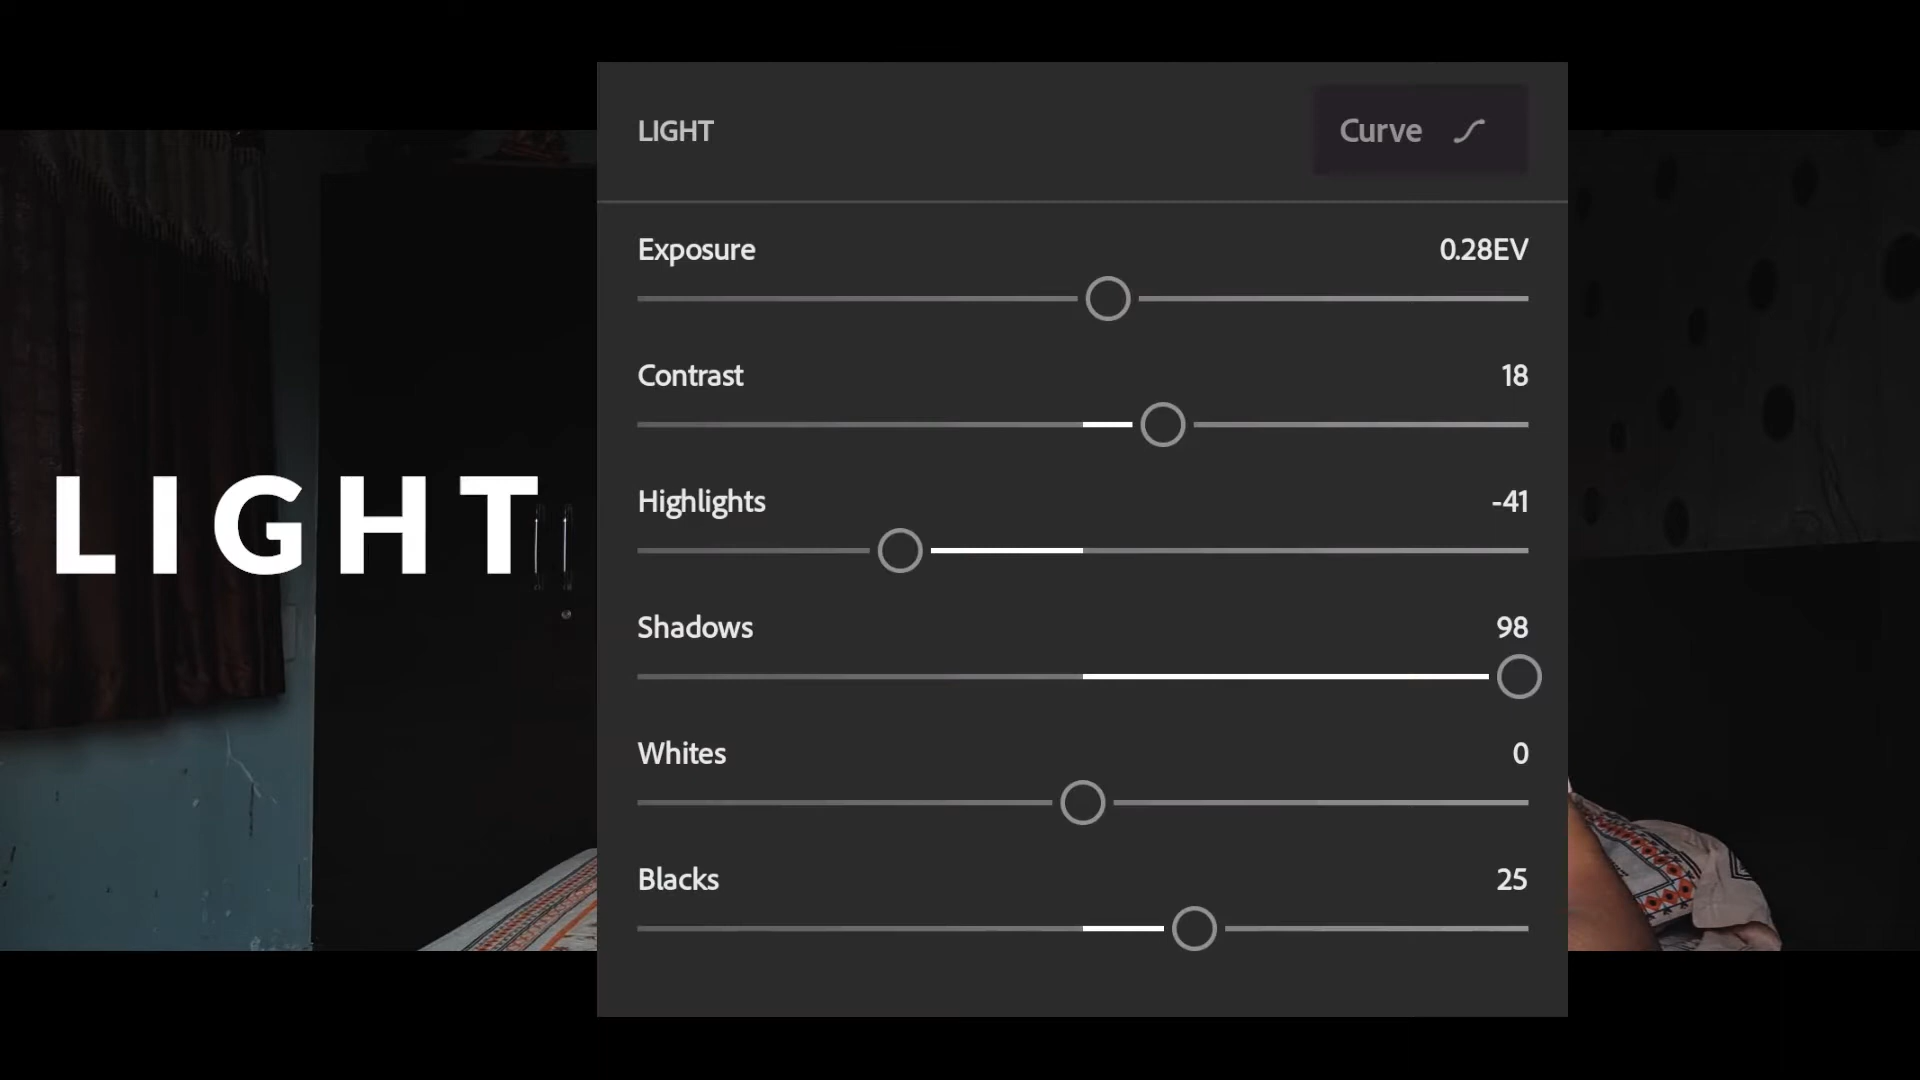 LIGHT
LIGHT Curve
Exposure 0.28EV
Contrast 18
Highlights -41
Shadows 98
Whites 0
Blacks 25